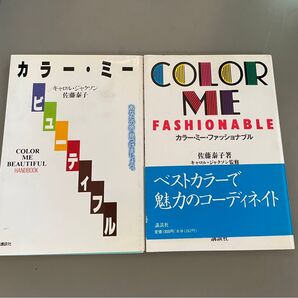 カラー・ミー
キャロル・ジャクソン
佐藤泰子
ビューティフル
COLOR
ME
BEAUTIFUL
HANDBOOK
講談社
COLOR
ME
FASHIONABLE
カラー・ミー・ファッショナブル
佐藤泰子著
キャロル・ジャクソン監修
ベストカラーで
魅力のコーディネイト
講談社
講談社